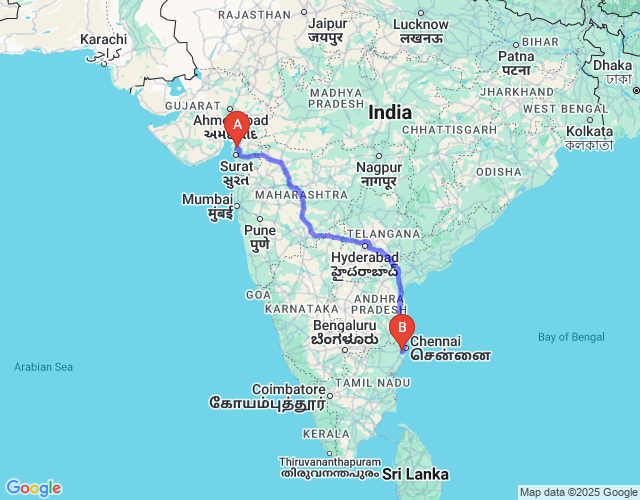 RAJASTHAN
Jaipur
जयपुर
Lucknow
लखनऊ
Karachi
کراچی
BIHAR
Patna
पटना
Dhaka
ঢাকা
GUJARAT
MADHYA
PRADESH
JHARKHAND
India
WEST BENGAL
A
CHHATTISGARH
Kolkata
কলকাতা
Surat
સુરત
Nagpur
नागपूर
ODISHA
Mumbai
मुंबई
MAHARASHTRA
Pune
पुणे
TELANGANA
Hyderabad
హైదరాబాద్
GOA
KARNATAKA
ANDHRA
PRADESH
Bengaluru
ಬೆಂಗಳೂರು
B
Chennai
சென்னை
Bay of Bengal
Arabian Sea
Coimbatore
கோயம்புத்தூர்
TAMIL NADU
KERALA
Thiruvananthapuram
തിരുവനന്തപുരം
Sri Lanka
Google
Map data ©2025 Google